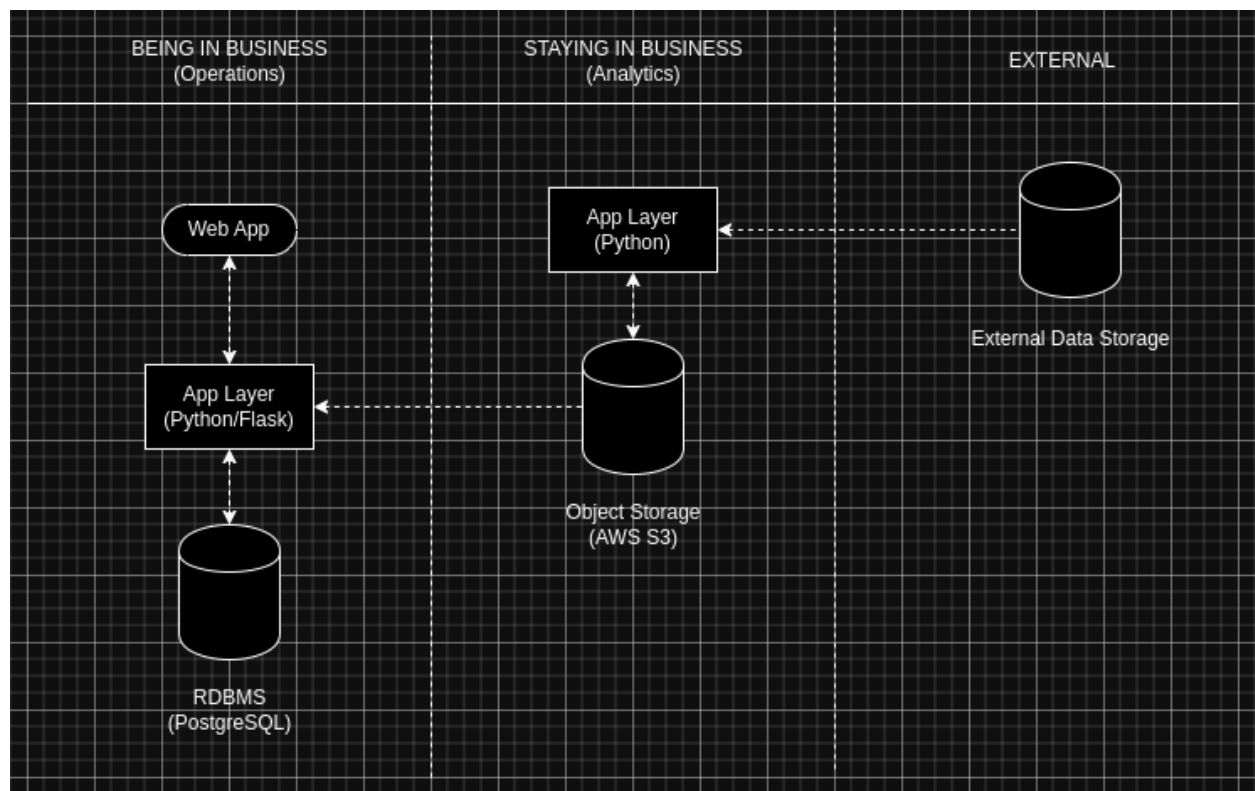 BEING IN BUSINESS
(Operations)
STAYING IN BUSINESS
(Analytics)
EXTERNAL
Web App
App Layer
(Python/Flask)
RDBMS
(PostgreSQL)
App Layer
(Python)
Object Storage
(AWS S3)
External Data Storage